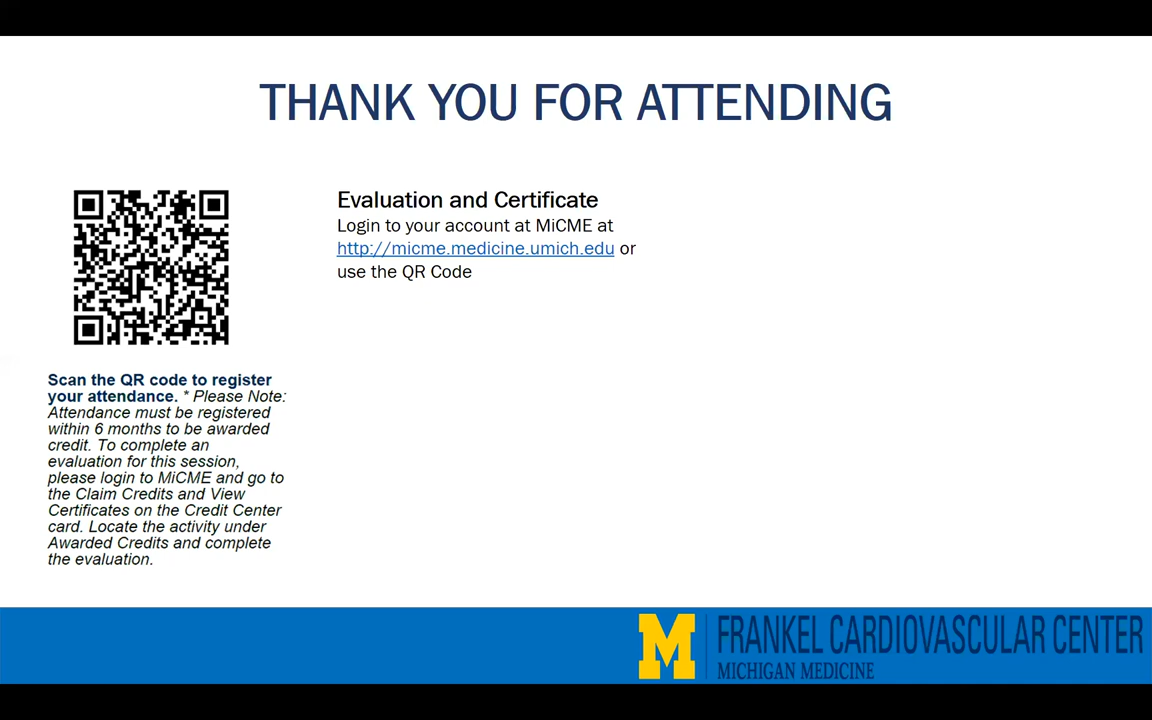 THANK YOU FOR ATTENDING
Evaluation and Certificate
Login to your account at MiCME at
http://micme.medicine.umich.edu or
use the QR Code
Scan the QR code to register
your attendance. * Please Note:
Attendance must be registered
within 6 months to be awarded
credit. To complete an
evaluation for this session,
please login to MiCME and go to
the Claim Credits and View
Certificates on the Credit Center
card. Locate the activity under
Awarded Credits and complete
the evaluation.
M
FRANKEL CARDIOVASCULAR CENTER
MICHIGAN MEDICINE